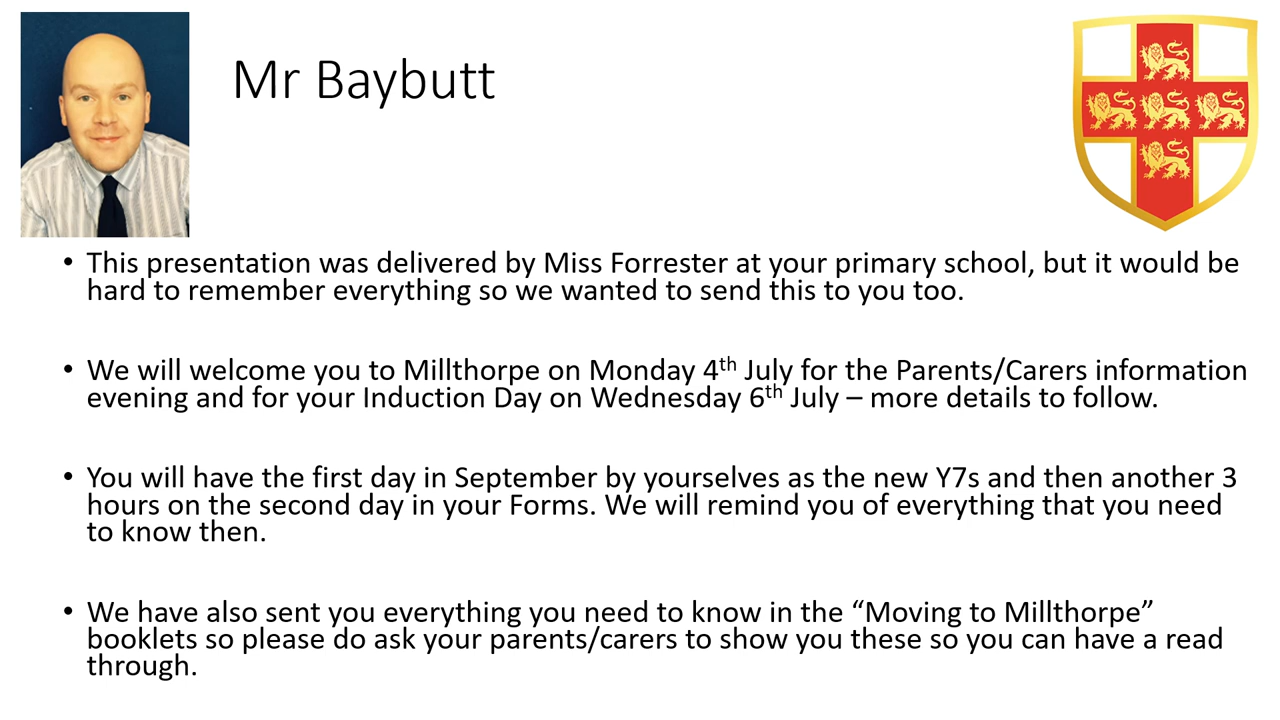 Mr Baybutt
• This presentation was delivered by Miss Forrester at your primary school, but it would be
hard to remember everything so we wanted to send this to you too.
• We will welcome you to Millthorpe on Monday 4th July for the Parents/Carers information
evening and for your Induction Day on Wednesday 6th July – more details to follow.
• You will have the first day in September by yourselves as the new Y7s and then another 3
hours on the second day in your Forms. We will remind you of everything that you need
to know then.
• We have also sent you everything you need to know in the “Moving to Millthorpe”
booklets so please do ask your parents/carers to show you these so you can have a read
through.